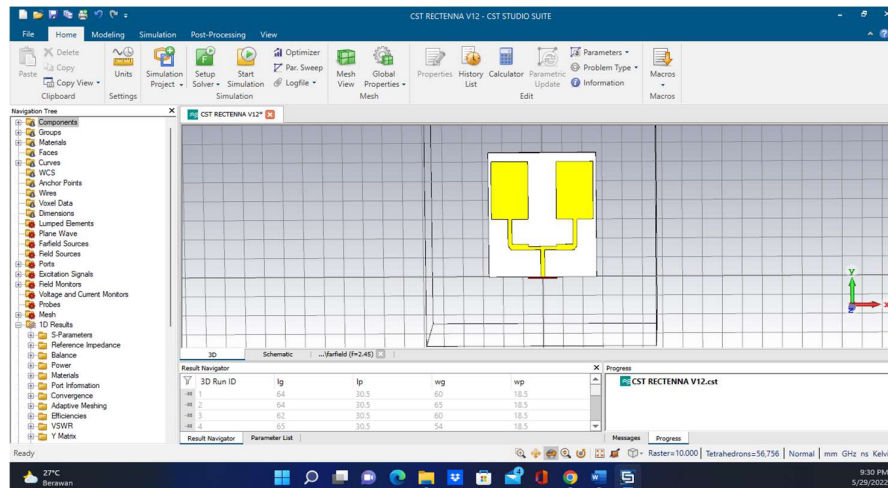 CST RECTENNA V12 - CST STUDIO SUITE
File Home Modeling Simulation Post-Processing View
Paste
Delete
Copy
Copy View
Clipboard
Units
Settings
Simulation Project
Setup Solver
Start Simulation
Optimizer
Par. Sweep
Logfile
Simulation
Mesh View
Global Properties
Mesh
Properties
History List
Calculator
Parametric Update
Parameters
Problem Type
Information
Edit
Macros
Macros
Navigation Tree
CST RECTENNA V12*
Components
Groups
Materials
Faces
Curves
WCS
Anchor Points
Wires
Voxel Data
Dimensions
Lumped Elements
Plane Wave
Farfield Sources
Field Sources
Ports
Excitation Signals
Field Monitors
Voltage and Current Monitors
Probes
Mesh
1D Results
S-Parameters
Reference Impedance
Balance
Power
Materials
Port Information
Convergence
Adaptive Meshing
Efficiencies
VSWR
Y Matrix
y
x
z
3D Schematic ...\farfield (f=2.45)
Result Navigator
3D Run ID lg lp wg wp
1 64 30.5 60 18.5
2 64 30.5 65 18.5
3 62 30.5 60 18.5
4 65 30.5 54 18.5
Result Navigator Parameter List
Progress
CST RECTENNA V12.cst
Messages Progress
Ready
Raster=10.000 Tetrahedrons=56,756 Normal mm GHz ns Kelvi
27°C
Berawan
9:30 PM
5/29/2022